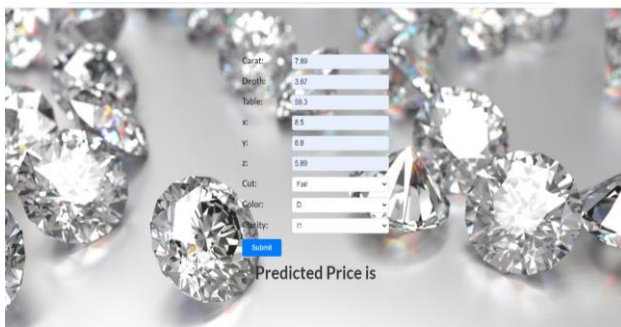 Carat: 7.89
Depth: 3.67
Table: 59.3
x: 8.5
y: 8.8
z: 5.89
Cut: Fair
Color: D
Clarity: I1
Submit
Predicted Price is